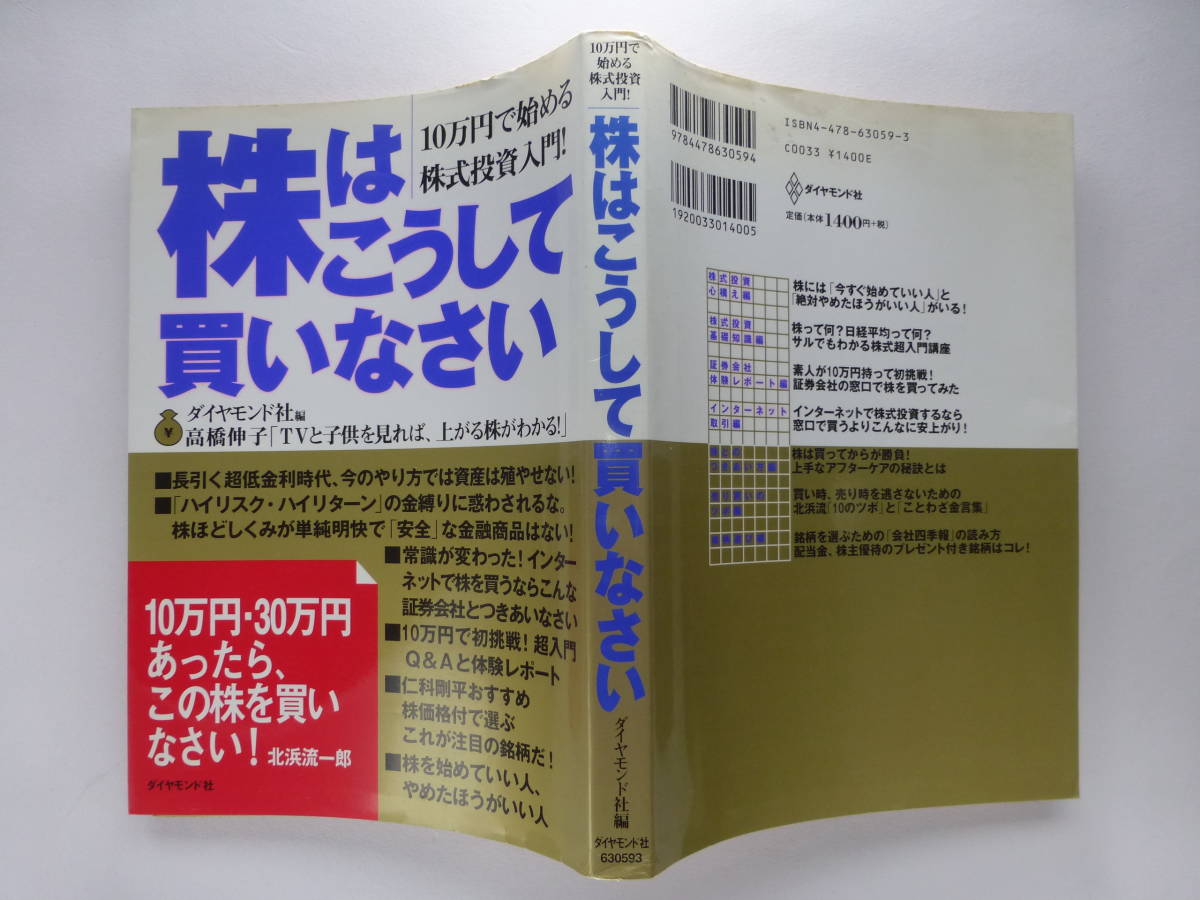 10万円で始める
株式投資入門!
株は
こうして
買いなさい
ダイヤモンド社編
高橋伸子「TVと子供を見れば、上がる株がわかる!」
■長引く超低金利時代、今のやり方では資産は殖やせない!
■「ハイリスク・ハイリターン」の金縛りに惑わされるな。
株ほどしくみが単純明快で「安全」な金融商品はない!
■常識が変わった!インター
ネットで株を買うならこんな
証券会社とつきあいなさい
■10万円で初挑戦!超入門
Q&Aと体験レポート
■仁科剛平おすすめ
株価格付で選ぶ
これが注目の銘柄だ!
■株を始めていい人、
やめたほうがいい人
10万円・30万円
あったら、
この株を買い
なさい! 北浜流一郎
ダイヤモンド社
10万円で
始める
株式投資
入門!
株はこうして買いなさい
ダイヤモンド社編
ダイヤモンド社
630593
9784478630594
1920033014005
ISBN4-478-63059-3
C0033 ¥1400E
ダイヤモンド社
定価(本体1400円+税)
株式投資
心構え編
株には「今すぐ始めていい人」と
「絶対やめたほうがいい人」がいる!
株式投資
基礎知識編
株って何?日経平均って何?
サルでもわかる株式超入門講座
証券会社
体験レポート編
素人が10万円持って初挑戦!
証券会社の窓口で株を買ってみた
インターネット
取引編
インターネットで株式投資するなら
窓口で買うよりこんなに安上がり!
株との
つきあい方編
株は買ってからが勝負!
上手なアフターケアの秘訣とは
売り買いの
ツボ編
買い時、売り時を逃さないための
北浜流「10のツボ」と「ことわざ金言集」
銘柄選び編
銘柄を選ぶための「会社四季報」の読み方
配当金、株主優待のプレゼント付き銘柄はコレ!